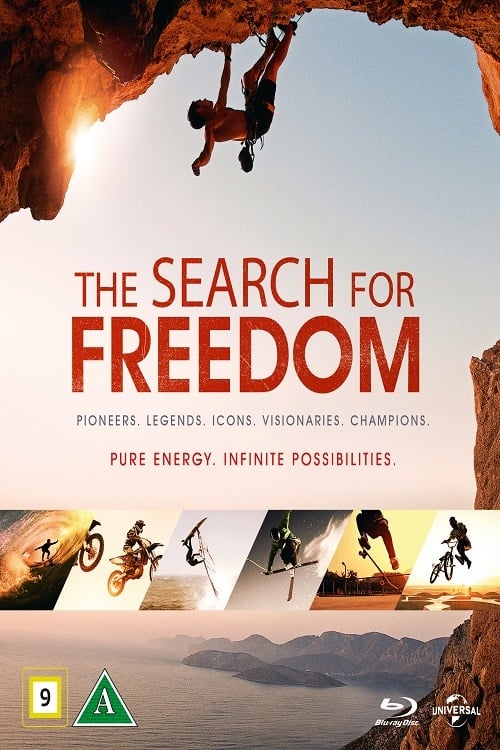 THE SEARCH FOR
FREEDOM
PIONEERS. LEGENDS. ICONS. VISIONARIES. CHAMPIONS.
PURE ENERGY. INFINITE POSSIBILITIES.
9
A
Blu-ray Disc
UNIVERSAL